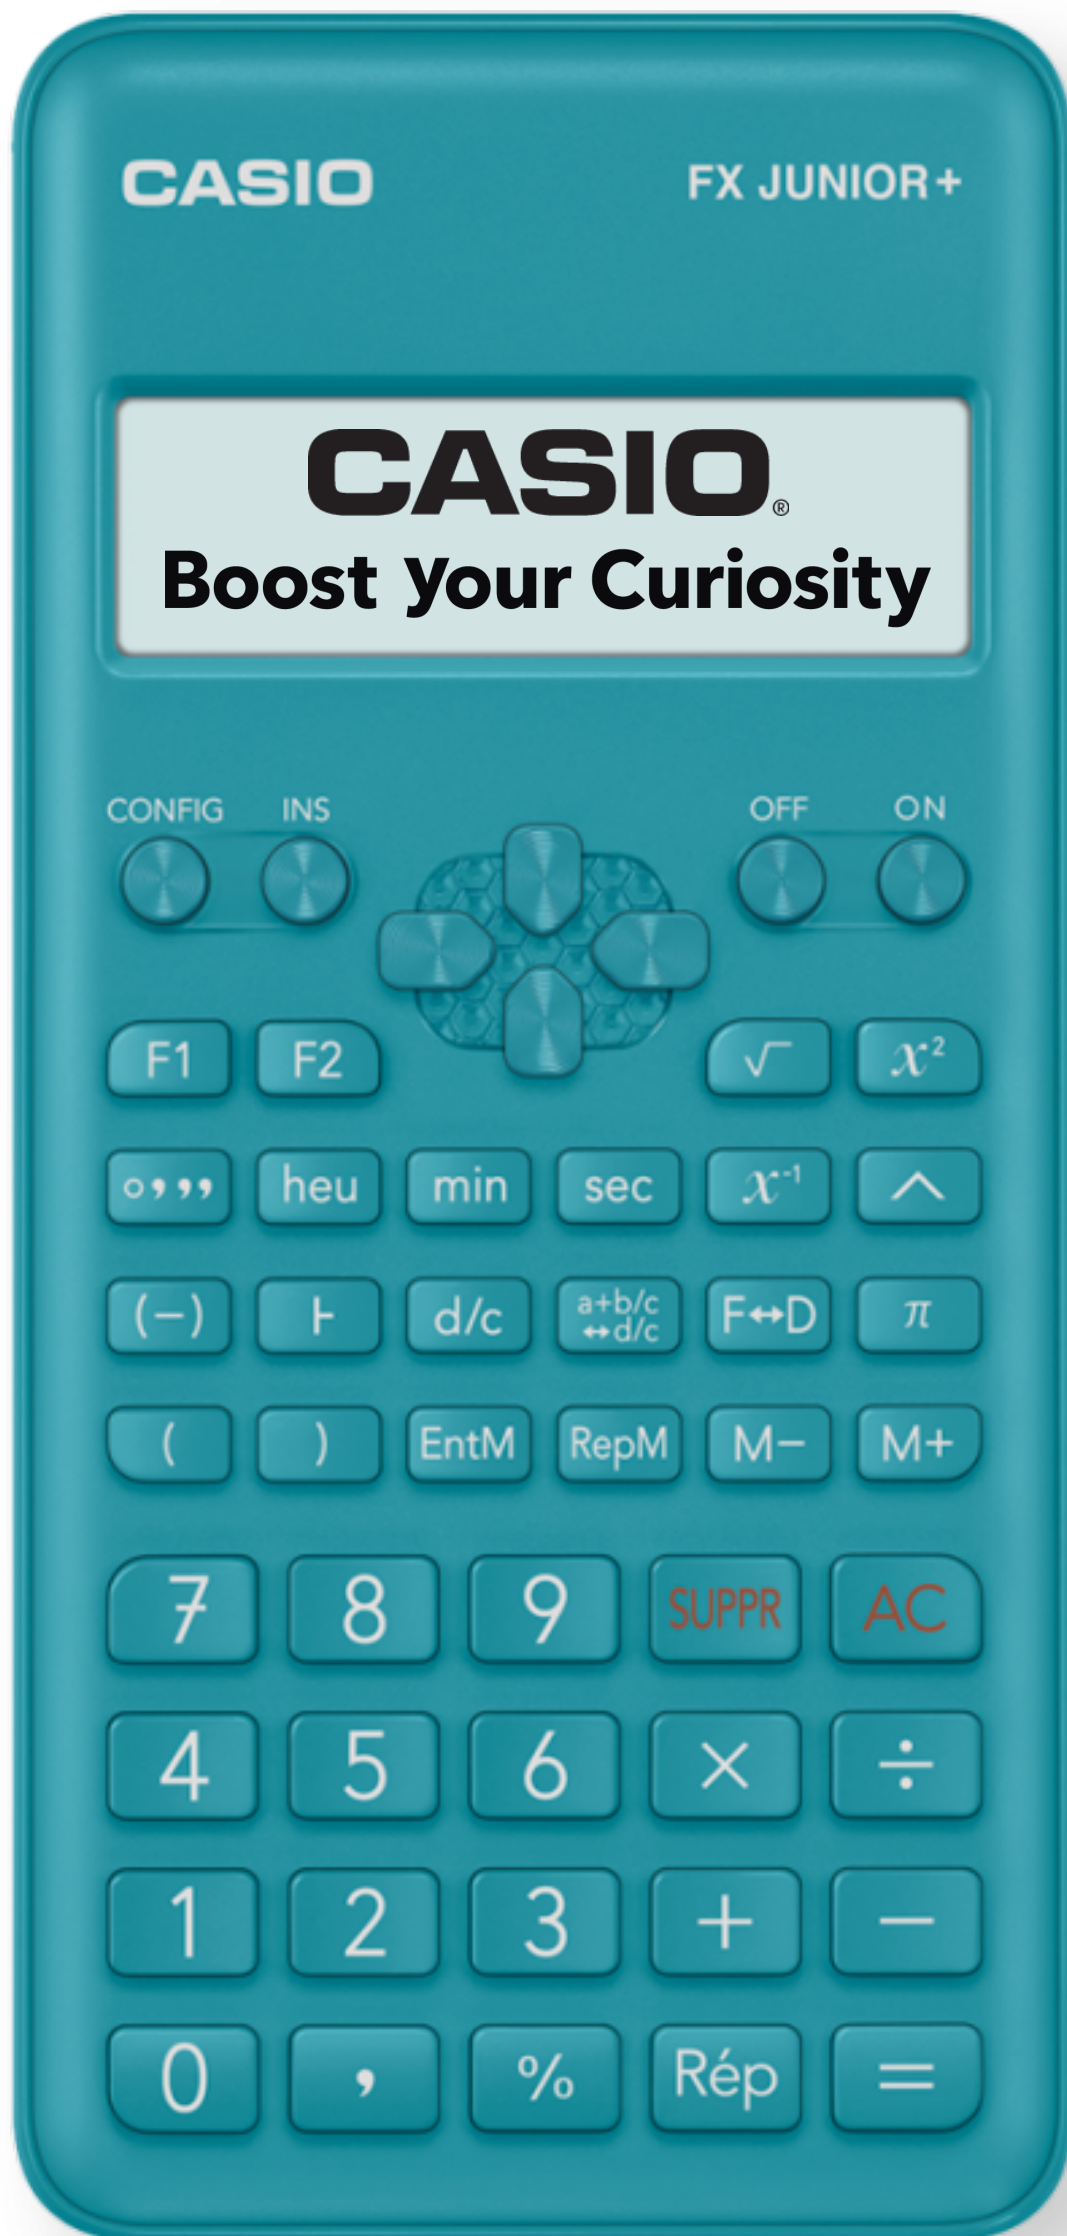 CASIO FX JUNIOR+
CASIO®
Boost your Curiosity
CONFIG INS OFF ON
F1 F2 √ x²
° ’ ’’ heu min sec x⁻¹ ^
(−) ⊦ d/c a+b/c ↔d/c F↔D π
( ) EntM RepM M− M+
7 8 9 SUPPR AC
4 5 6 × ÷
1 2 3 + −
0 , % Rép =